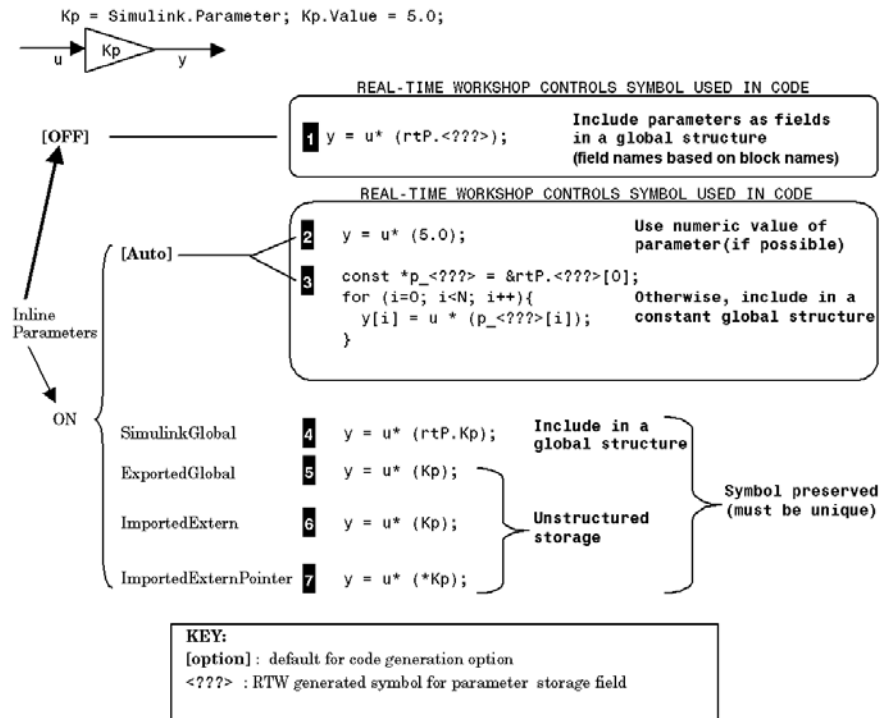 Kp = Simulink.Parameter; Kp.Value = 5.0;
Kp
u
y
REAL-TIME WORKSHOP CONTROLS SYMBOL USED IN CODE
[OFF]
1 y = u* (rtP.<???>);
Include parameters as fields
in a global structure
(field names based on block names)
REAL-TIME WORKSHOP CONTROLS SYMBOL USED IN CODE
[Auto]
2 y = u* (5.0);
Use numeric value of
parameter(if possible)
3 const *p_<???> = &rtP.<???>[0];
for (i=0; i<N; i++){
y[i] = u * (p_<???>[i]);
}
Otherwise, include in a
constant global structure
Inline
Parameters
ON
SimulinkGlobal 4 y = u* (rtP.Kp);
Include in a
global structure
ExportedGlobal 5 y = u* (Kp);
ImportedExtern 6 y = u* (Kp);
ImportedExternPointer 7 y = u* (*Kp);
Unstructured
storage
Symbol preserved
(must be unique)
KEY:
[option] : default for code generation option
<???> : RTW generated symbol for parameter storage field